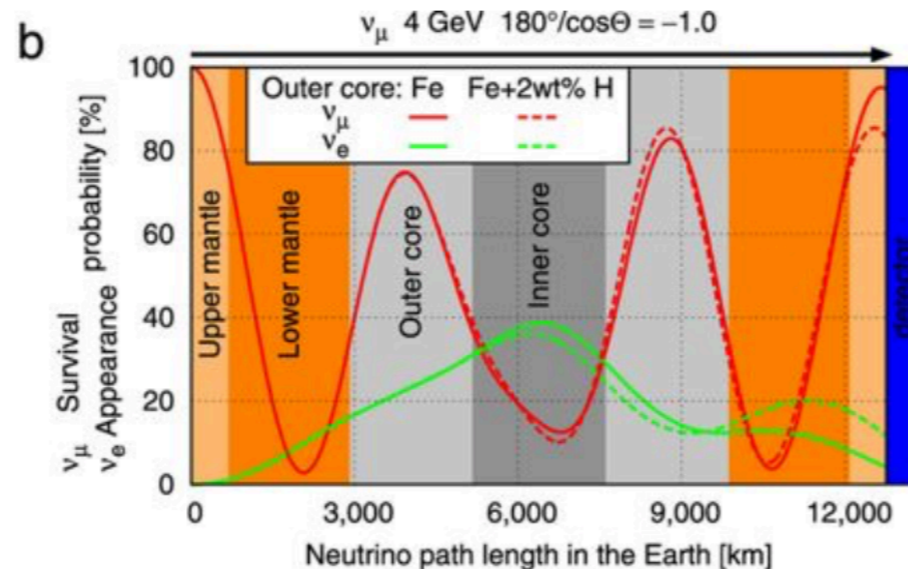 b
νμ 4 GeV 180°/cosΘ = −1.0
Outer core: Fe Fe+2wt% H
νμ
νe
Survival
νμ
νe Appearance probability [%]
100
80
60
40
20
0
Upper mantle
Lower mantle
Outer core
Inner core
detector
0 3,000 6,000 9,000 12,000
Neutrino path length in the Earth [km]